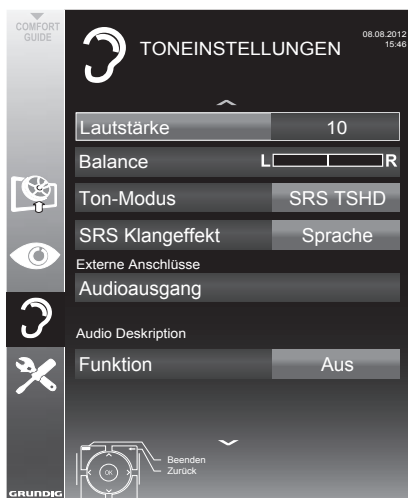 COMFORT
GUIDE
TONEINSTELLUNGEN
08.08.2012
15:46
Lautstärke 10
Balance L R
Ton-Modus SRS TSHD
SRS Klangeffekt Sprache
Externe Anschlüsse
Audioausgang
Audio Deskription
Funktion Aus
OK
Beenden
Zurück
GRUNDIG